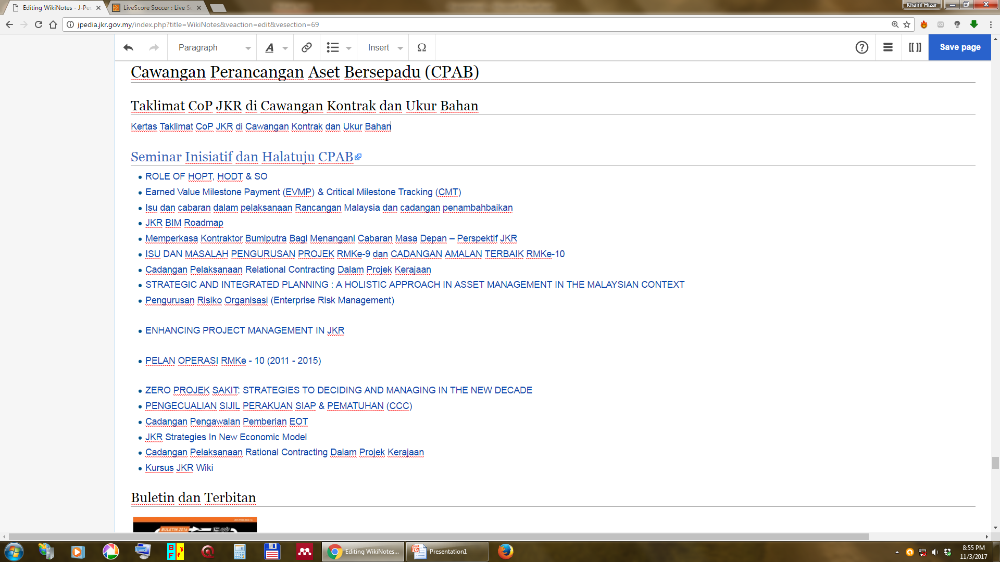 Editing WikiNotes - J-Pe
LiveScore Soccer : Live S
Khairil Hizar
jpedia.jkr.gov.my/index.php?title=WikiNotes&veaction=edit&vesection=69
Paragraph
A
Insert
Ω
Save page
Cawangan Perancangan Aset Bersepadu (CPAB)
Taklimat CoP JKR di Cawangan Kontrak dan Ukur Bahan
Kertas Taklimat CoP JKR di Cawangan Kontrak dan Ukur Bahan
Seminar Inisiatif dan Halatuju CPAB
ROLE OF HOPT, HODT & SO
Earned Value Milestone Payment (EVMP) & Critical Milestone Tracking (CMT)
Isu dan cabaran dalam pelaksanaan Rancangan Malaysia dan cadangan penambahbaikan
JKR BIM Roadmap
Memperkasa Kontraktor Bumiputra Bagi Menangani Cabaran Masa Depan – Perspektif JKR
ISU DAN MASALAH PENGURUSAN PROJEK RMKe-9 dan CADANGAN AMALAN TERBAIK RMKe-10
Cadangan Pelaksanaan Relational Contracting Dalam Projek Kerajaan
STRATEGIC AND INTEGRATED PLANNING : A HOLISTIC APPROACH IN ASSET MANAGEMENT IN THE MALAYSIAN CONTEXT
Pengurusan Risiko Organisasi (Enterprise Risk Management)
ENHANCING PROJECT MANAGEMENT IN JKR
PELAN OPERASI RMKe - 10 (2011 - 2015)
ZERO PROJEK SAKIT: STRATEGIES TO DECIDING AND MANAGING IN THE NEW DECADE
PENGECUALIAN SIJIL PERAKUAN SIAP & PEMATUHAN (CCC)
Cadangan Pengawalan Pemberian EOT
JKR Strategies In New Economic Model
Cadangan Pelaksanaan Rational Contracting Dalam Projek Kerajaan
Kursus JKR Wiki
Buletin dan Terbitan
BULETIN 2016
B
F
Editing WikiNotes...
Presentation1
8:55 PM
11/3/2017